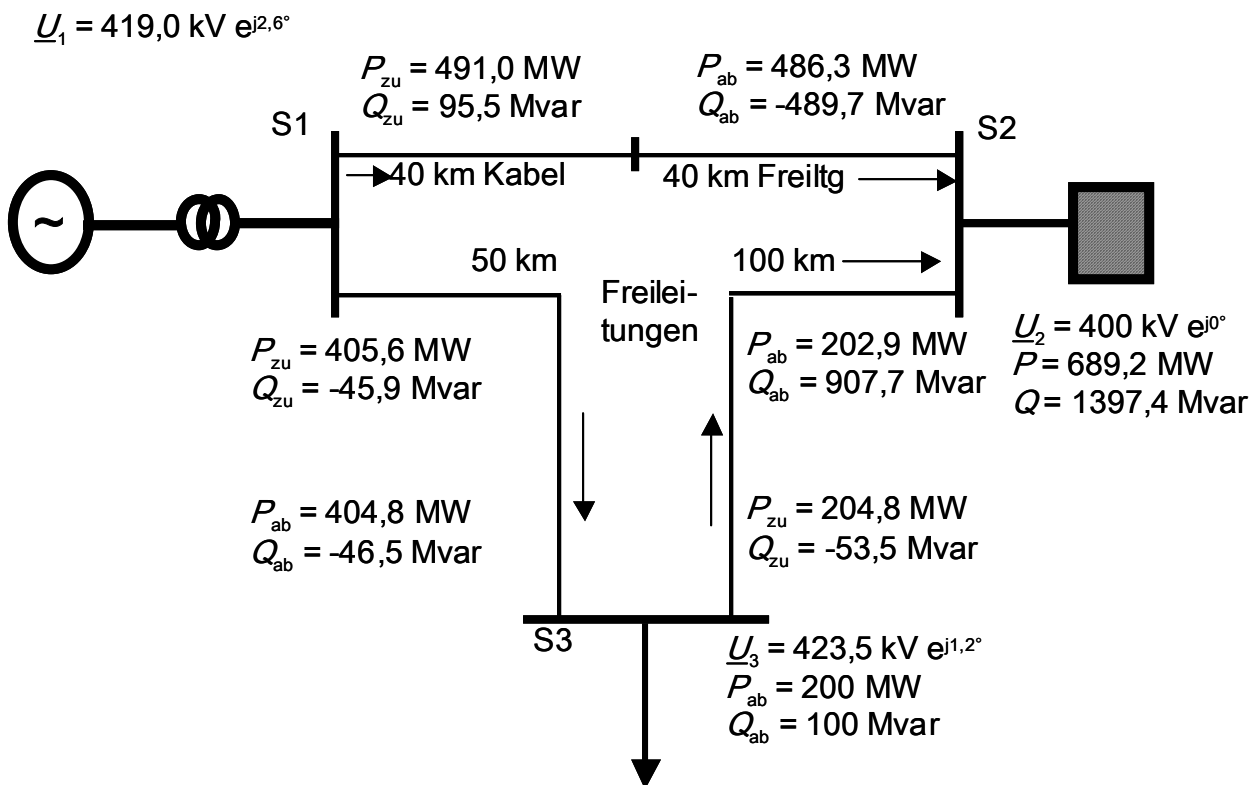 U1 = 419,0 kV e^j2,6°
Pzu = 491,0 MW
Qzu = 95,5 Mvar
Pab = 486,3 MW
Qab = -489,7 Mvar
S1
S2
40 km Kabel
40 km Freiltg
~
50 km
100 km
Freilei-
tungen
Pzu = 405,6 MW
Qzu = -45,9 Mvar
Pab = 202,9 MW
Qab = 907,7 Mvar
U2 = 400 kV e^j0°
P = 689,2 MW
Q = 1397,4 Mvar
Pab = 404,8 MW
Qab = -46,5 Mvar
Pzu = 204,8 MW
Qzu = -53,5 Mvar
S3
U3 = 423,5 kV e^j1,2°
Pab = 200 MW
Qab = 100 Mvar